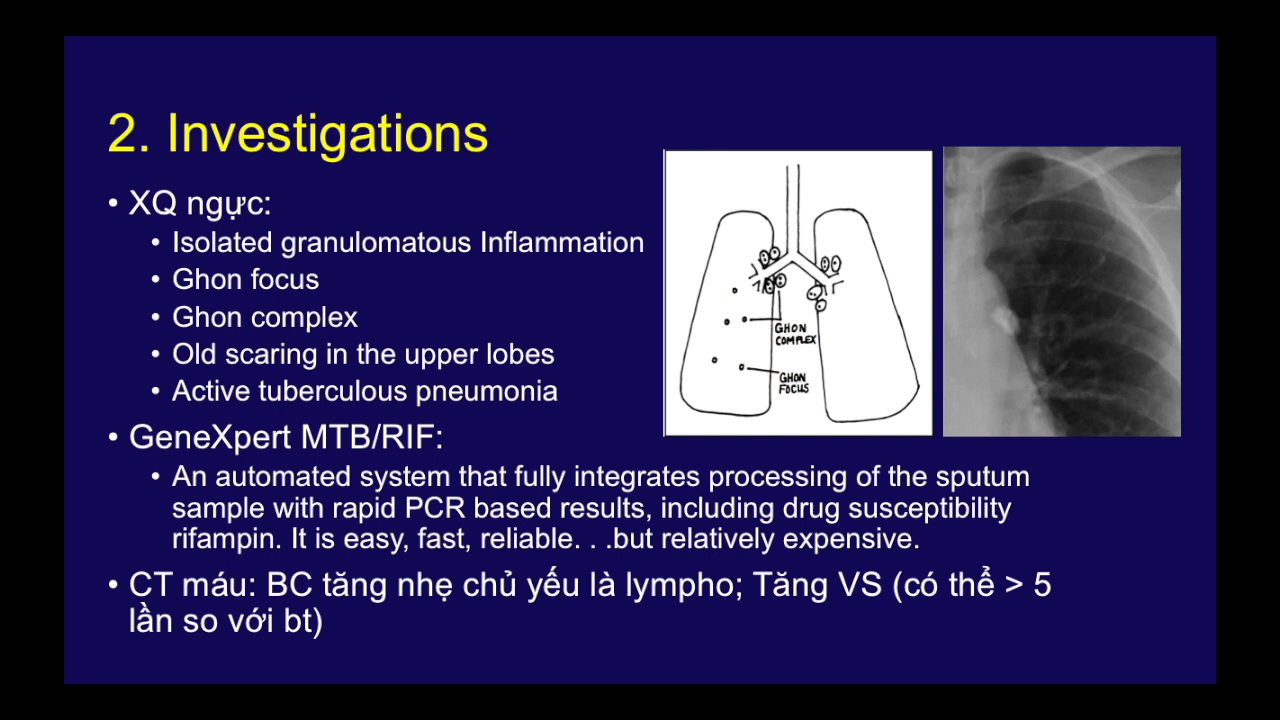 2. Investigations
• XQ ngực:
• Isolated granulomatous Inflammation
• Ghon focus
• Ghon complex
• Old scaring in the upper lobes
• Active tuberculous pneumonia
GHON
COMPLEX
GHON
FOCUS
• GeneXpert MTB/RIF:
• An automated system that fully integrates processing of the sputum
sample with rapid PCR based results, including drug susceptibility
rifampin. It is easy, fast, reliable. . .but relatively expensive.
• CT máu: BC tăng nhẹ chủ yếu là lympho; Tăng VS (có thể > 5
lần so với bt)